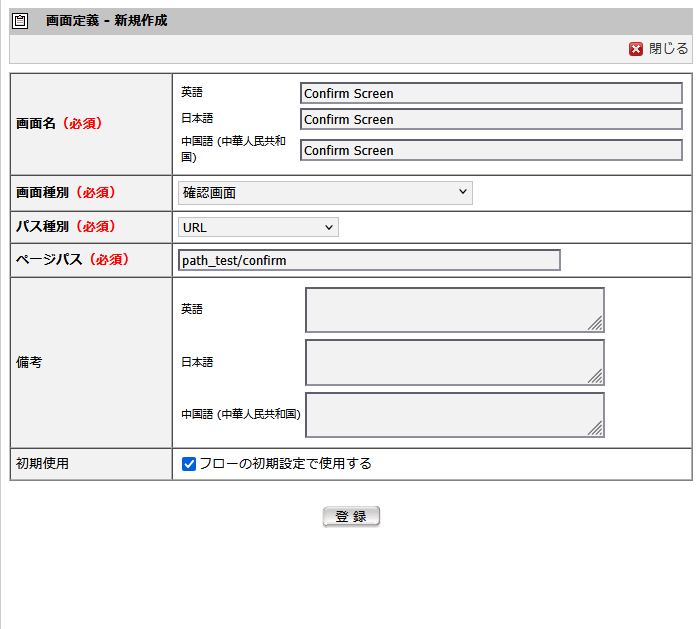 画面定義 - 新規作成
閉じる
画面名（必須）
英語
Confirm Screen
日本語
Confirm Screen
中国語 (中華人民共和
国)
Confirm Screen
画面種別（必須）
確認画面
パス種別（必須）
URL
ページパス（必須）
path_test/confirm
備考
英語
日本語
中国語 (中華人民共和国)
初期使用
フローの初期設定で使用する
登 録